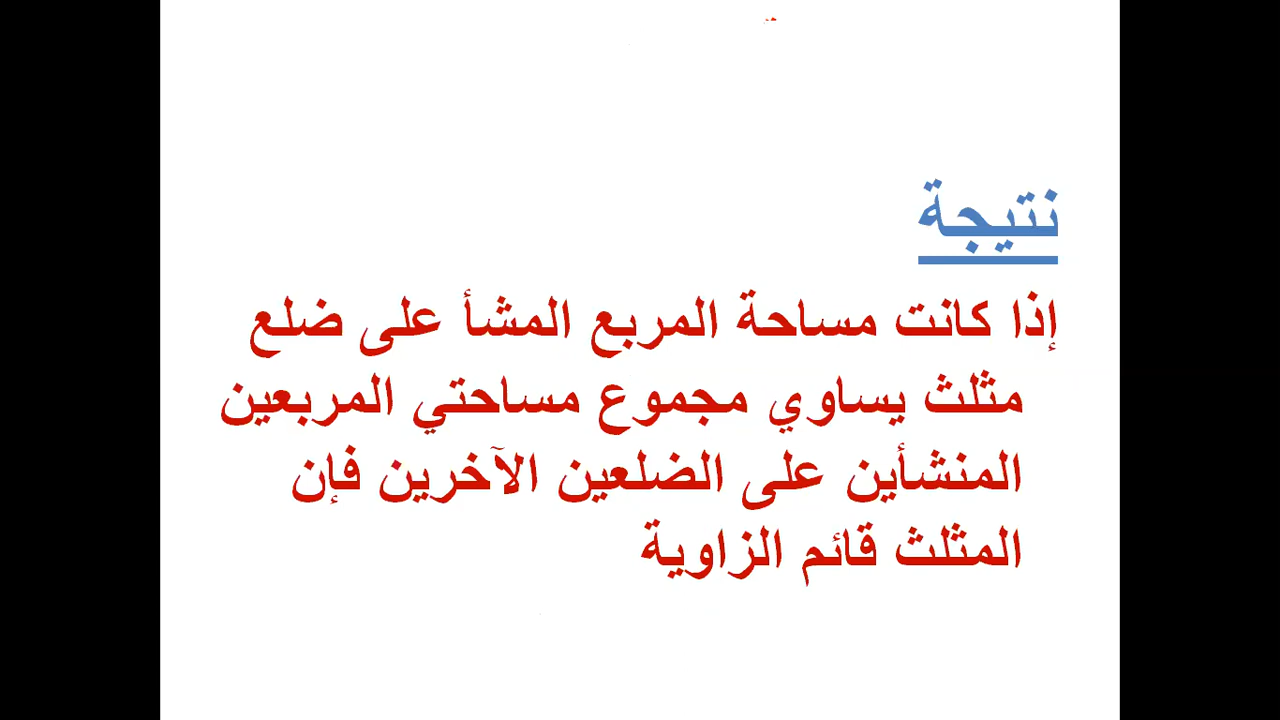 نتيجة
إذا كانت مساحة المربع المشأ على ضلع
مثلث يساوي مجموع مساحتي المربعين
المنشأين على الضلعين الآخرين فإن
المثلث قائم الزاوية